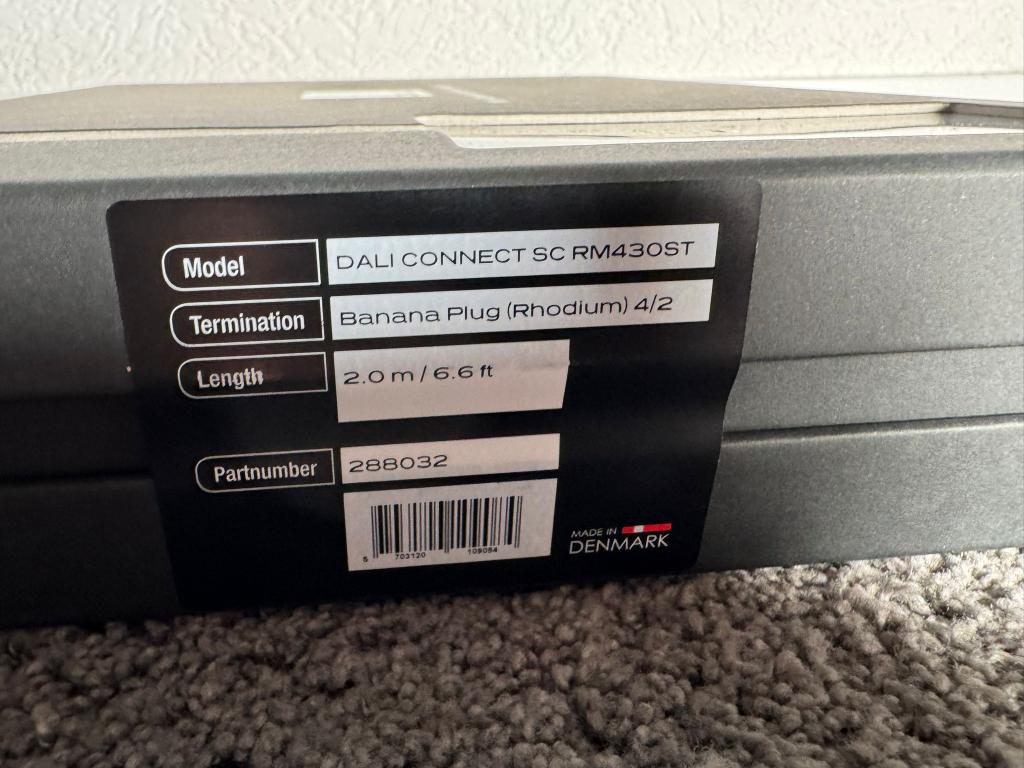 Model DALI CONNECT SC RM430ST
Termination Banana Plug (Rhodium) 4/2
Length 2.0 m / 6.6 ft
Partnumber 288032
5 703120 109084
MADE IN
DENMARK